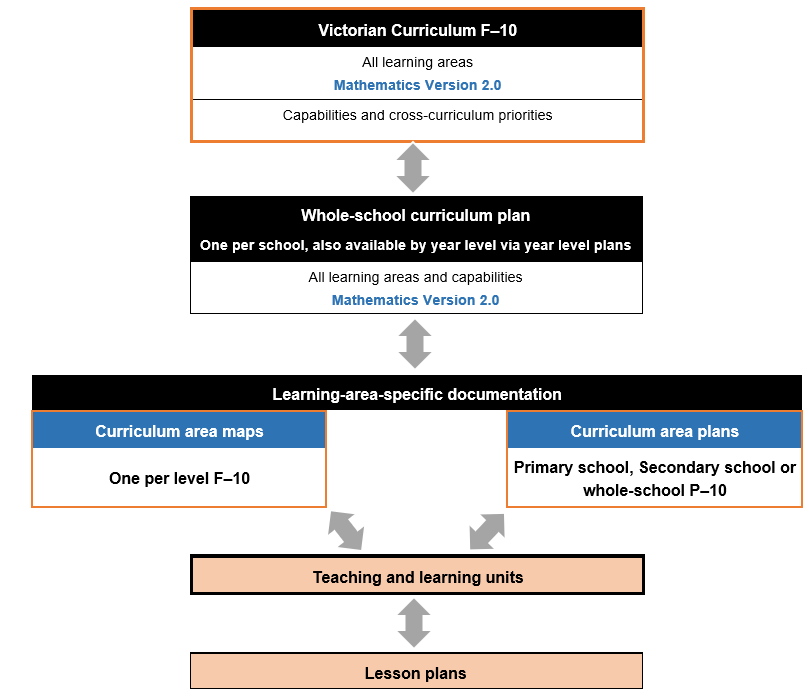 Victorian Curriculum F–10
All learning areas
Mathematics Version 2.0
Capabilities and cross-curriculum priorities
Whole-school curriculum plan
One per school, also available by year level via year level plans
All learning areas and capabilities
Mathematics Version 2.0
Learning-area-specific documentation
Curriculum area maps
One per level F–10
Curriculum area plans
Primary school, Secondary school or
whole-school P–10
Teaching and learning units
Lesson plans